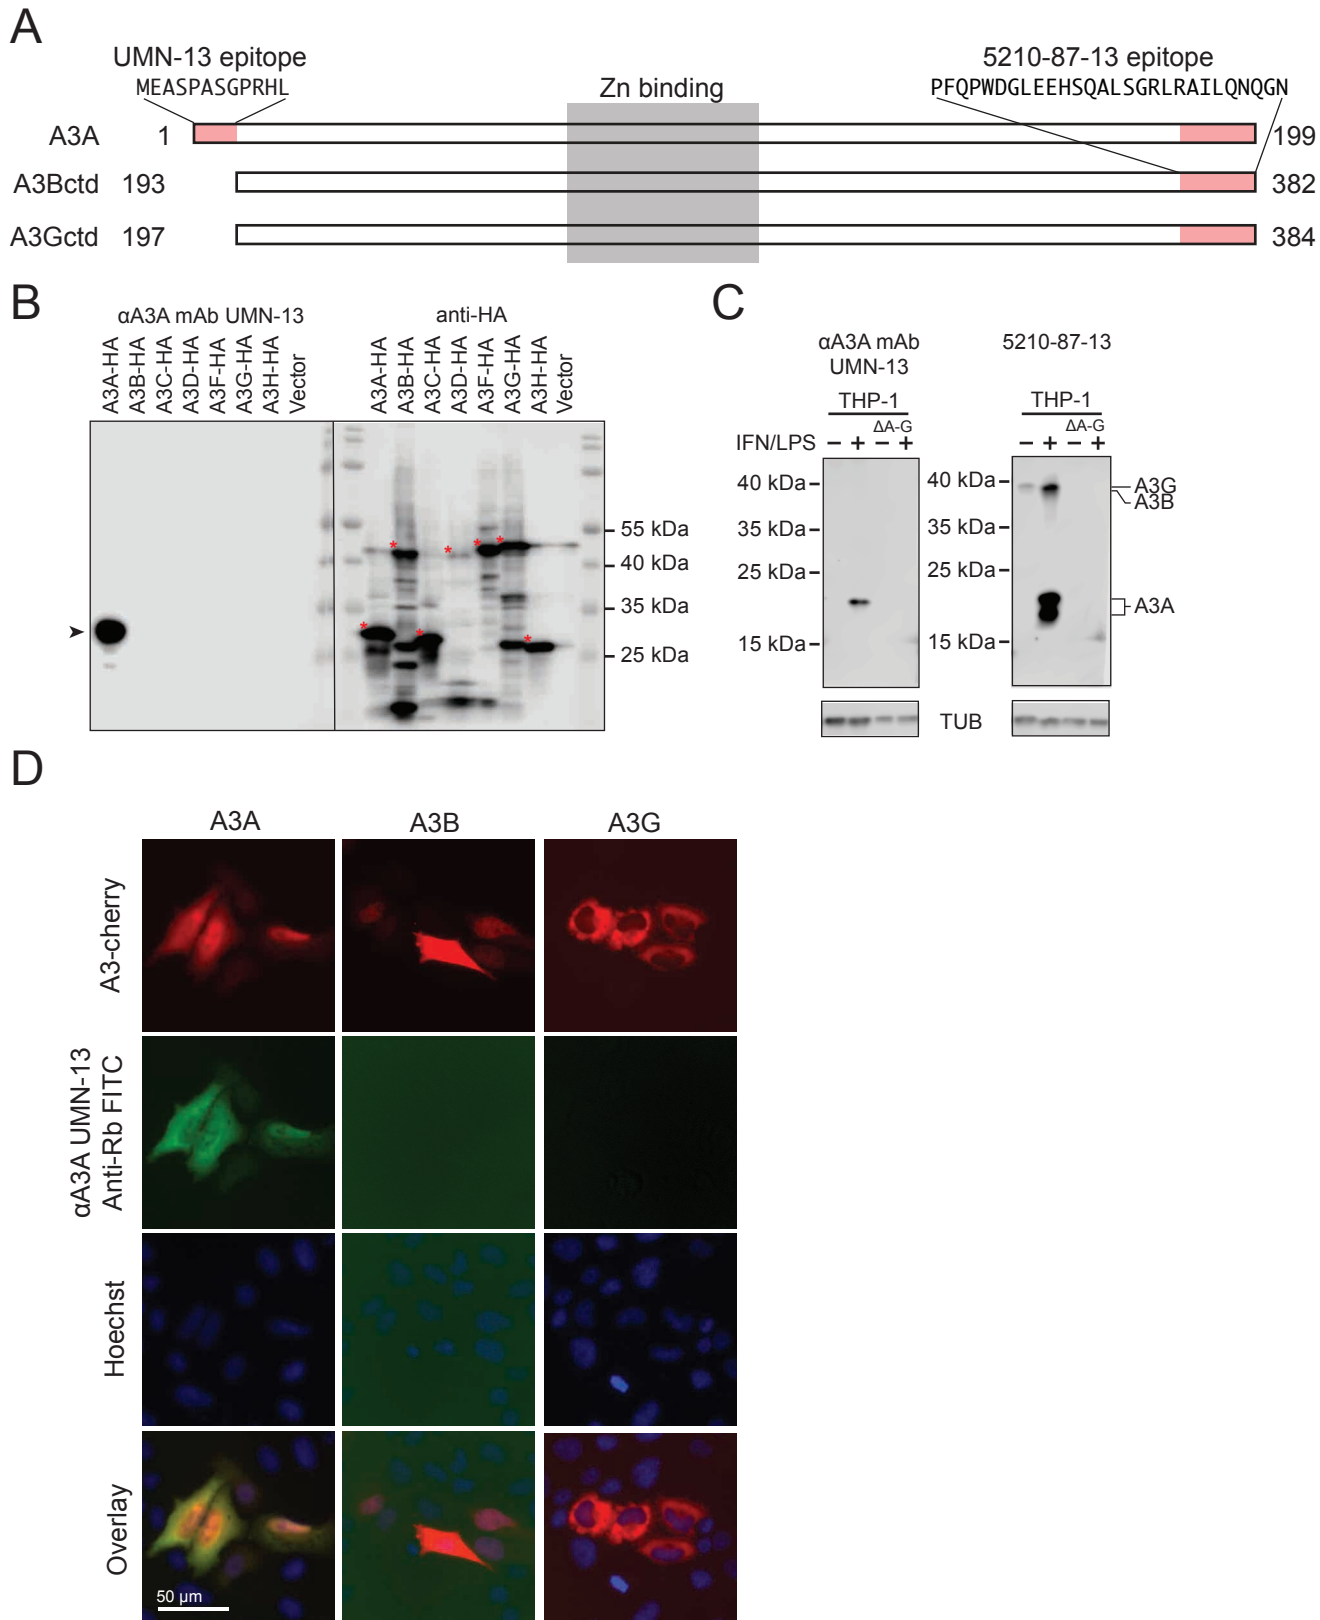 A
UMN-13 epitope
MEASPASGPRHL
5210-87-13 epitope
PFQPWDGLEEHSQALSGRLRAILQNQGN
Zn binding
A3A 1 199
A3Bctd 193 382
A3Gctd 197 384
B
αA3A mAb UMN-13
anti-HA
A3A-HA
A3B-HA
A3C-HA
A3D-HA
A3F-HA
A3G-HA
A3H-HA
Vector
A3A-HA
A3B-HA
A3C-HA
A3D-HA
A3F-HA
A3G-HA
A3H-HA
Vector
* * * * * * *
55 kDa
40 kDa
35 kDa
25 kDa
C
αA3A mAb
UMN-13
5210-87-13
THP-1
THP-1
ΔA-G
ΔA-G
IFN/LPS − + − +
− + − +
40 kDa
35 kDa
25 kDa
15 kDa
40 kDa
35 kDa
25 kDa
15 kDa
A3G
A3B
A3A
TUB
D
A3A A3B A3G
A3-cherry
αA3A UMN-13
Anti-Rb FITC
Hoechst
Overlay
50 μm